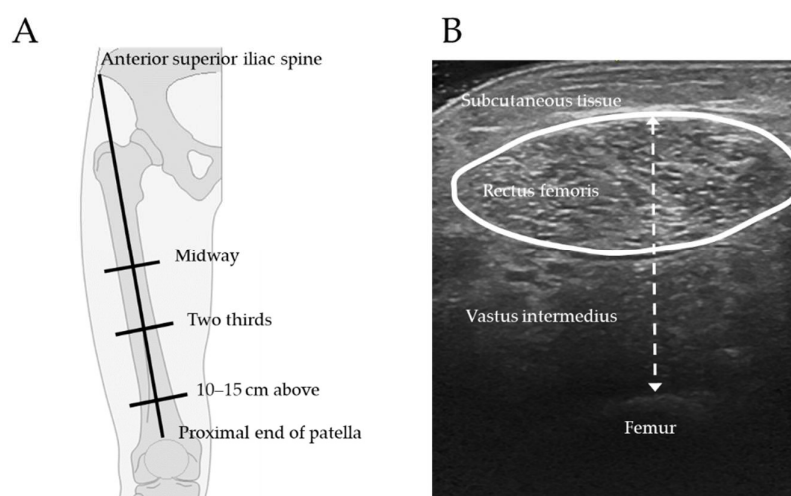 A
Anterior superior iliac spine
Midway
Two thirds
10–15 cm above
Proximal end of patella
B
Subcutaneous tissue
Rectus femoris
Vastus intermedius
Femur